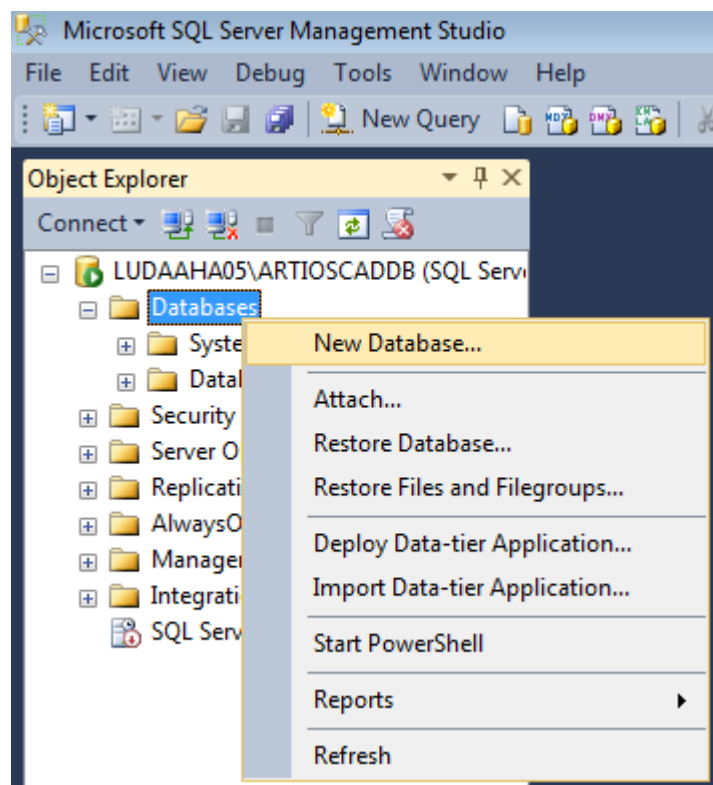 Microsoft SQL Server Management Studio
File Edit View Debug Tools Window Help
New Query
Object Explorer
Connect
LUDAAHA05\ARTIOSCADDB (SQL Serv
Databases
Syste
Datal
Security
Server O
Replicati
AlwaysO
Manager
Integrati
SQL Serv
New Database...
Attach...
Restore Database...
Restore Files and Filegroups...
Deploy Data-tier Application...
Import Data-tier Application...
Start PowerShell
Reports
Refresh